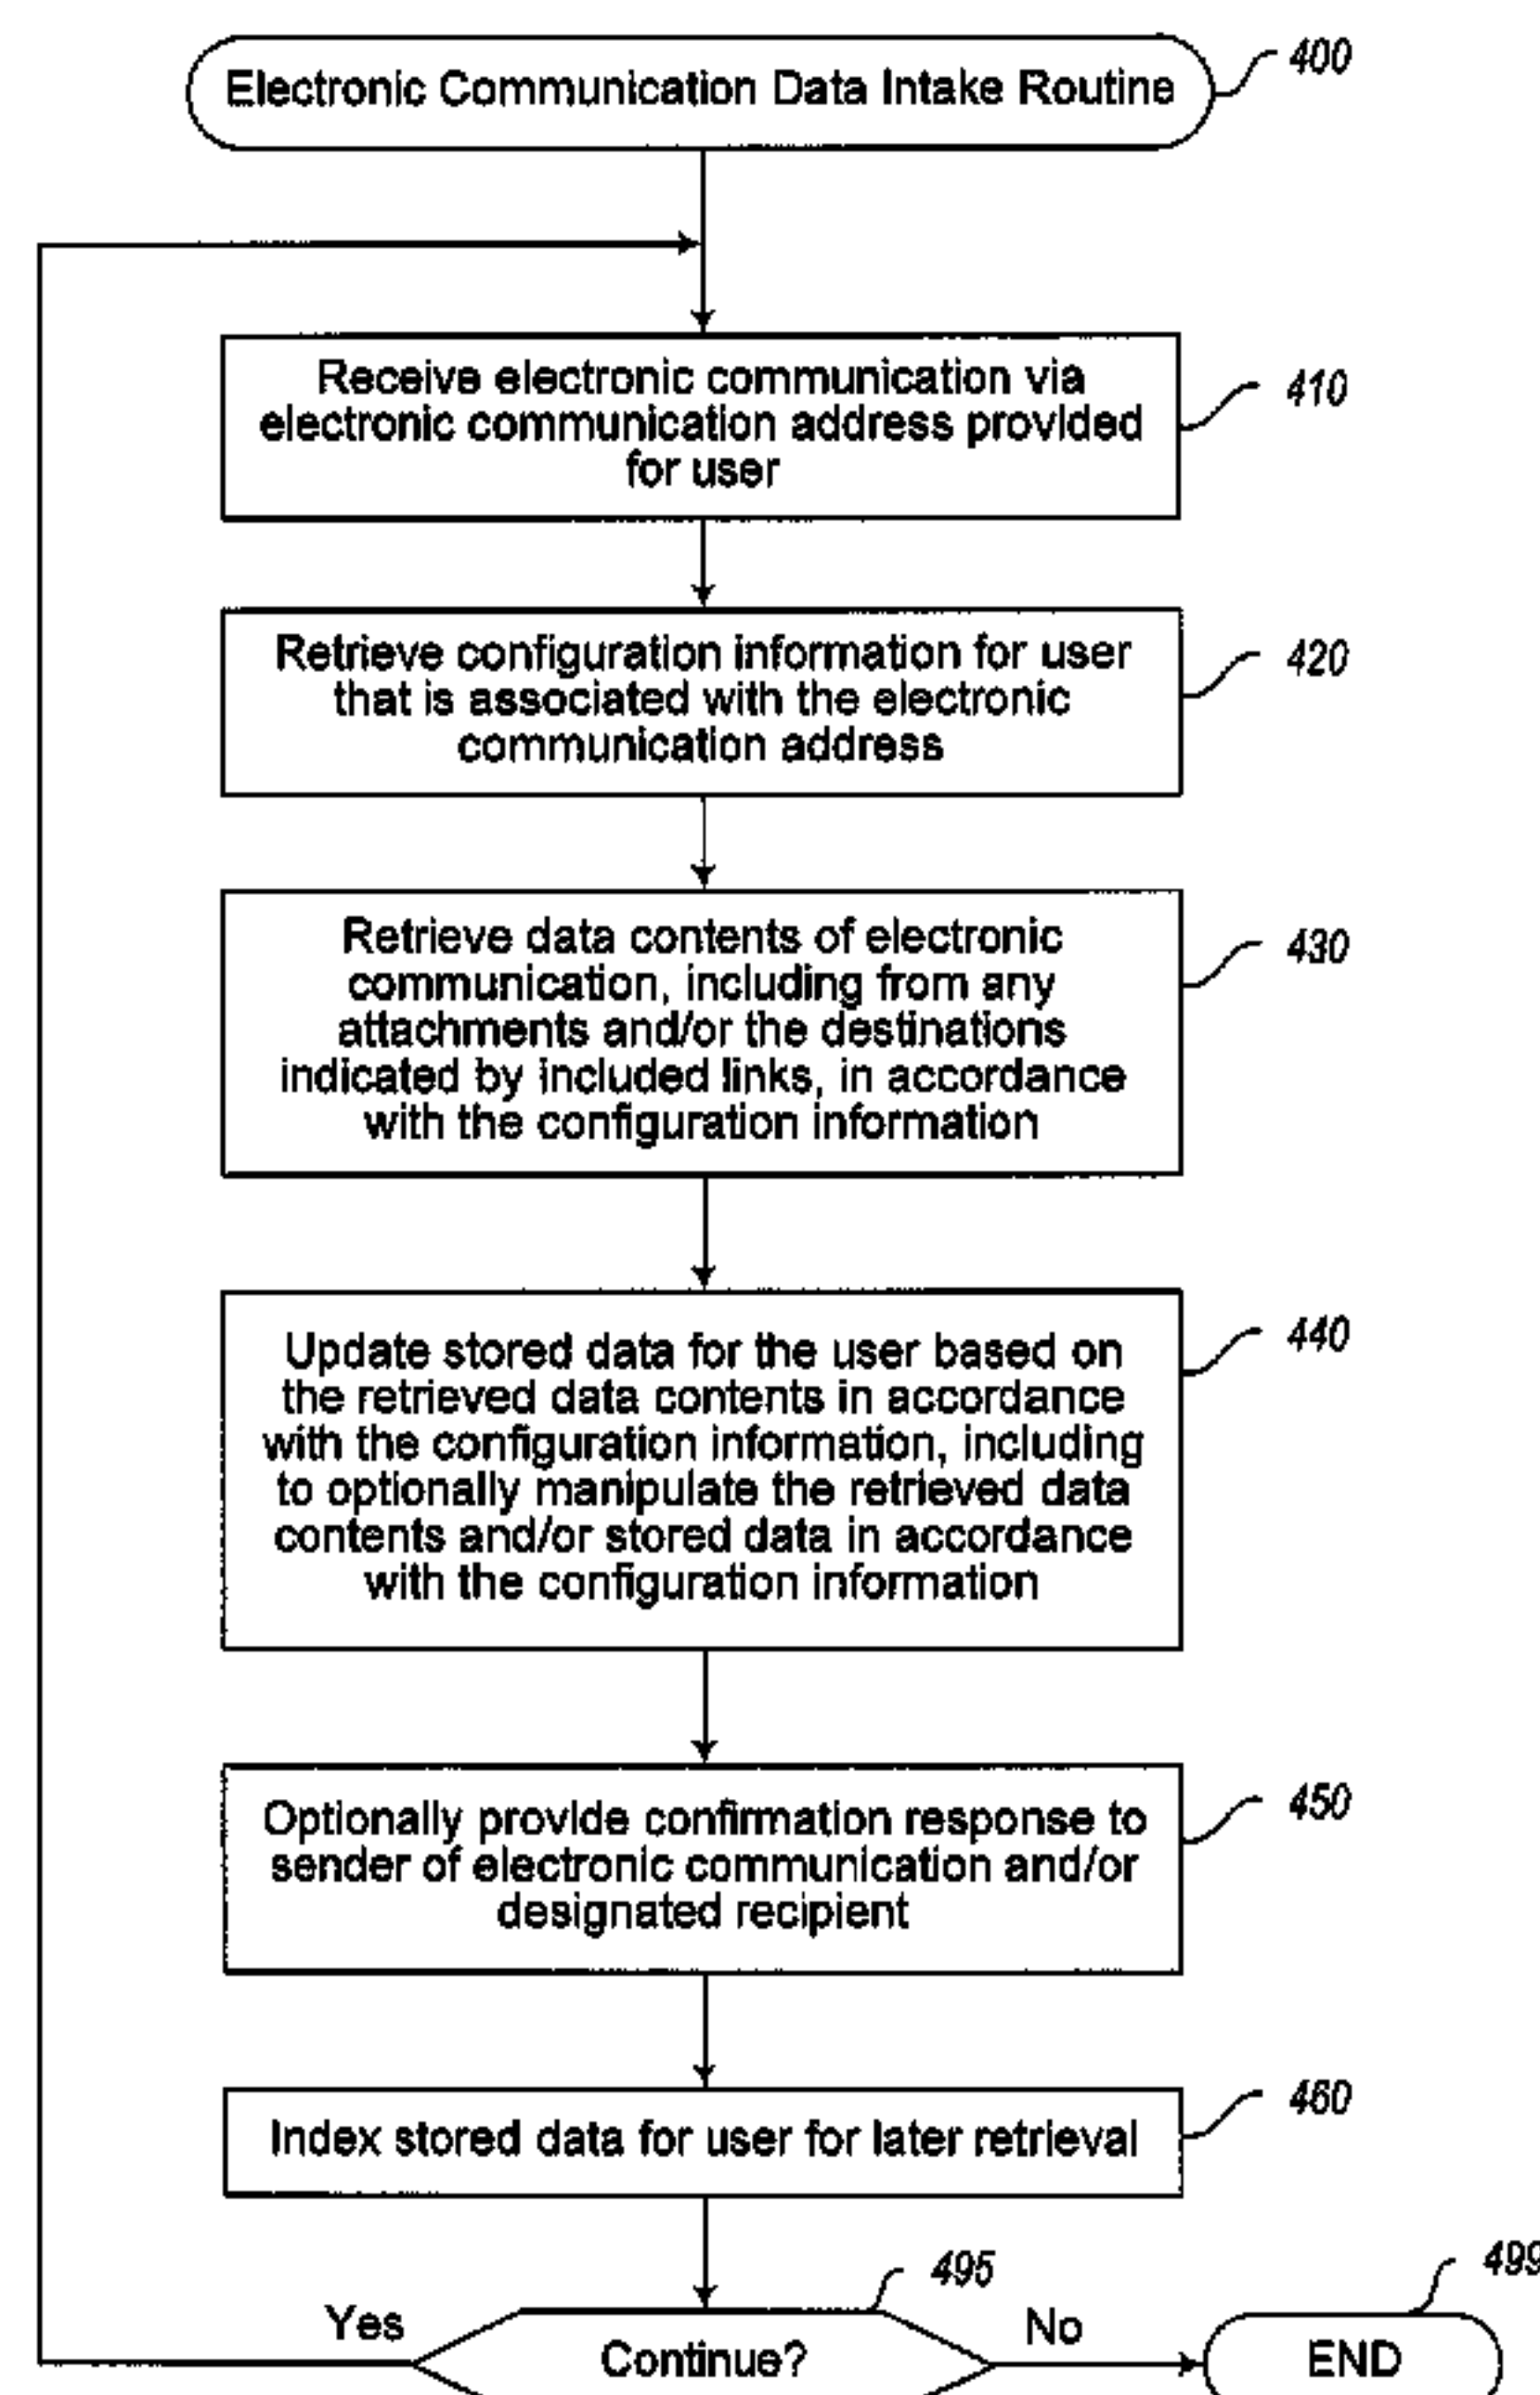 Electronic Communication Data Intake Routine
400
Receive electronic communication via
electronic communication address provided
for user
410
Retrieve configuration information for user
that is associated with the electronic
communication address
420
Retrieve data contents of electronic
communication, including from any
attachments and/or the destinations
indicated by included links, in accordance
with the configuration information
430
Update stored data for the user based on
the retrieved data contents in accordance
with the configuration information, including
to optionally manipulate the retrieved data
contents and/or stored data in accordance
with the configuration information
440
Optionally provide confirmation response to
sender of electronic communication and/or
designated recipient
450
Index stored data for user for later retrieval
460
495
499
Yes
Continue?
No
END